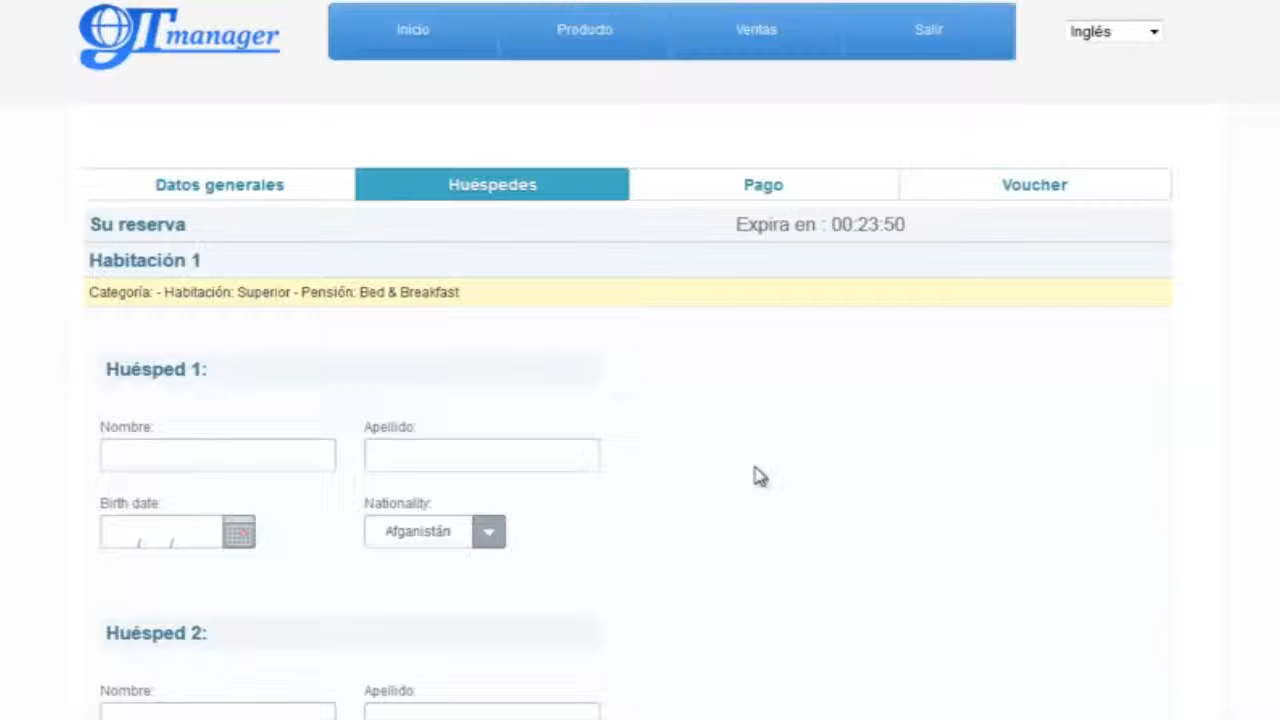 gTmanager
Inicio Producto Ventas Salir Inglés
Datos generales Huéspedes Pago Voucher
Su reserva Expira en : 00:23:50
Habitación 1
Categoría: - Habitación: Superior - Pensión: Bed & Breakfast
Huésped 1:
Nombre: Apellido:
Birth date: Nationality:
/ / Afganistán
Huésped 2:
Nombre: Apellido: